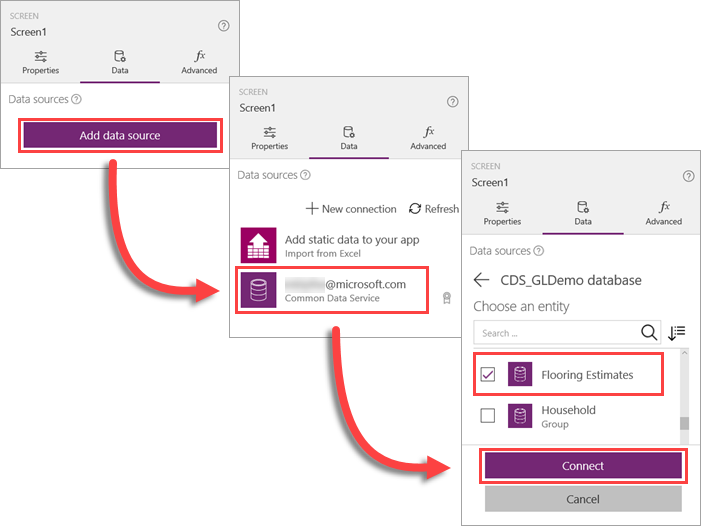 SCREEN
Screen1
Properties
Data
Advanced
Data sources
Add data source
SCREEN
Screen1
Properties
Data
Advanced
Data sources
New connection
Refresh
Add static data to your app
Import from Excel
@microsoft.com
Common Data Service
SCREEN
Screen1
Properties
Data
Advanced
Data sources
CDS_GLDemo database
Choose an entity
Search ...
Flooring Estimates
Household
Group
Connect
Cancel